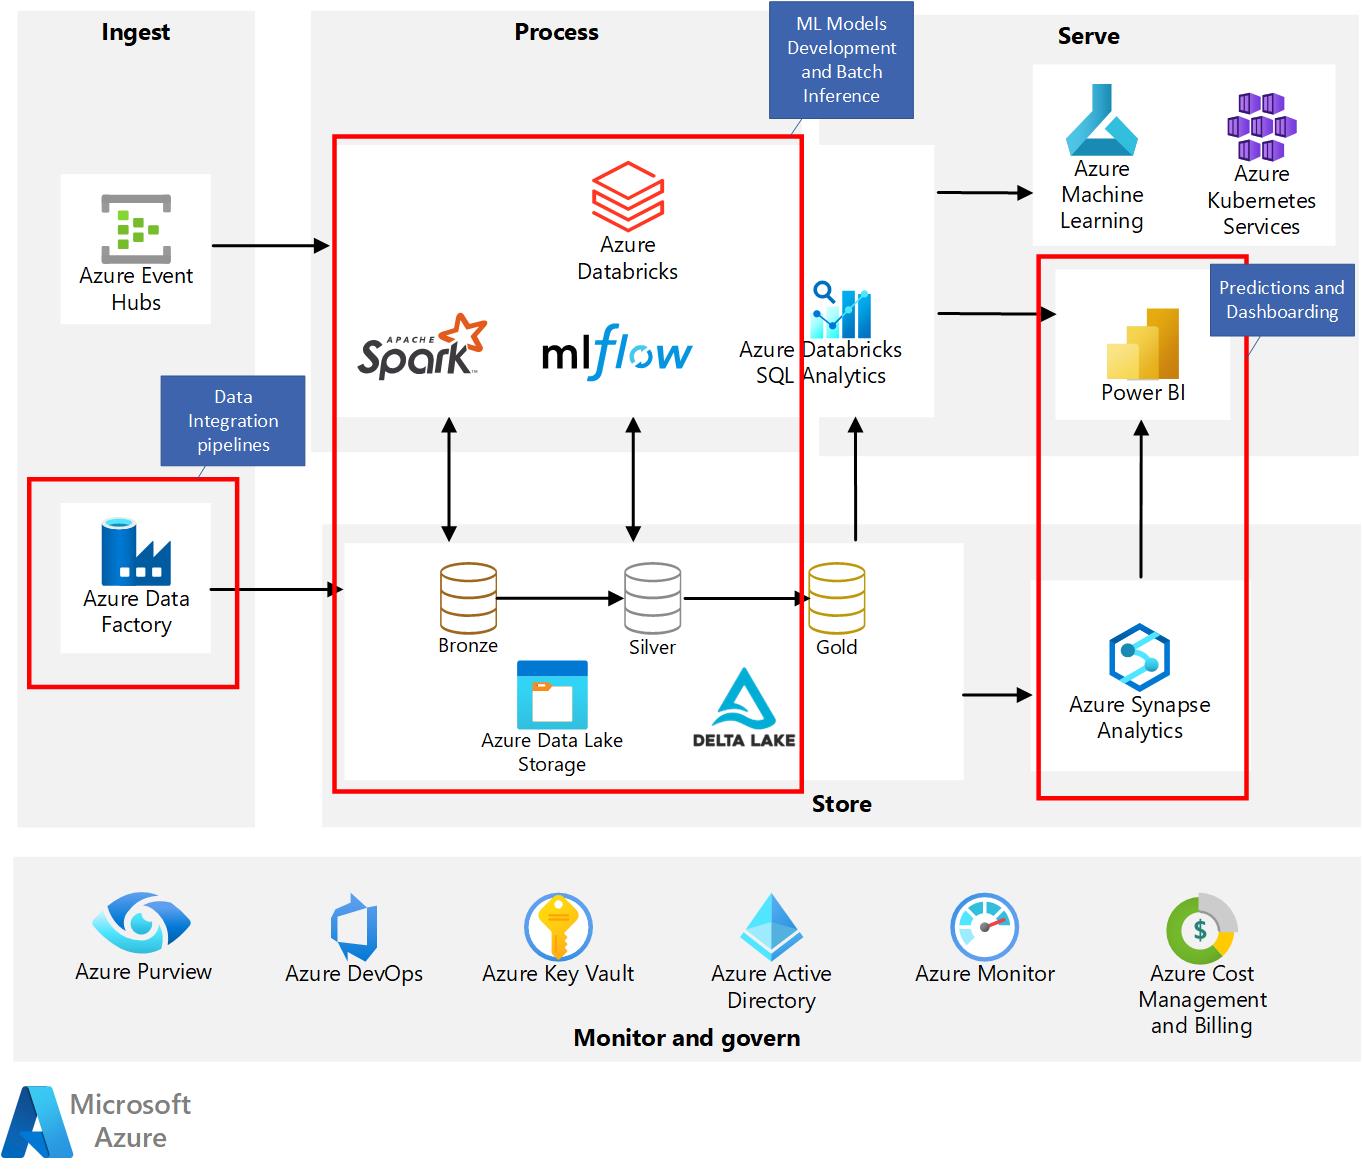 Ingest
Process
ML Models
Development
and Batch
Inference
Serve
Azure
Machine
Learning
Azure
Kubernetes
Services
Azure Event
Hubs
Azure
Databricks
APACHE
Spark™
mlflow
Azure Databricks
SQL Analytics
Predictions and
Dashboarding
Power BI
Data
Integration
pipelines
Azure Data
Factory
Bronze
Silver
Gold
Azure Data Lake
Storage
DELTA LAKE
Azure Synapse
Analytics
Store
Azure Purview
Azure DevOps
Azure Key Vault
Azure Active
Directory
Azure Monitor
$
Azure Cost
Management
and Billing
Monitor and govern
Microsoft
Azure